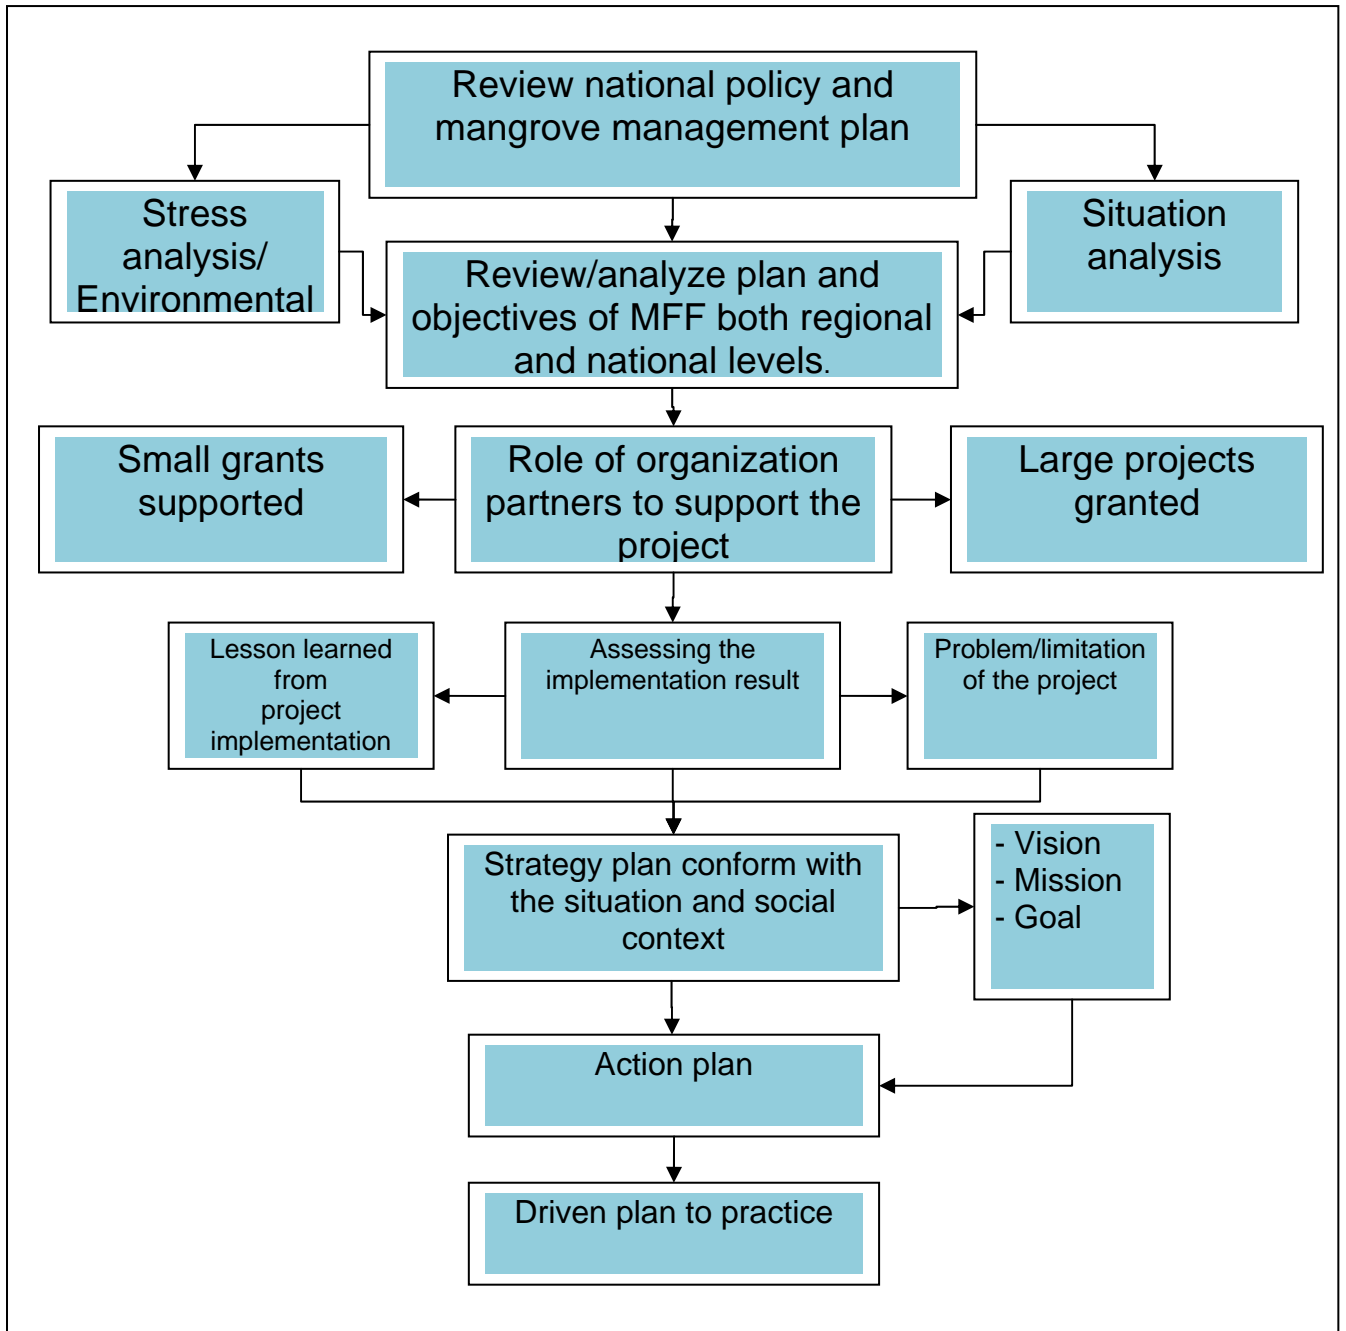 Review national policy and
mangrove management plan
Stress
analysis/
Environmental
Situation
analysis
Review/analyze plan and
objectives of MFF both regional
and national levels.
Small grants
supported
Role of organization
partners to support the
project
Large projects
granted
Lesson learned
from
project
implementation
Assessing the
implementation result
Problem/limitation
of the project
Strategy plan conform with
the situation and social
context
- Vision
- Mission
- Goal
Action plan
Driven plan to practice